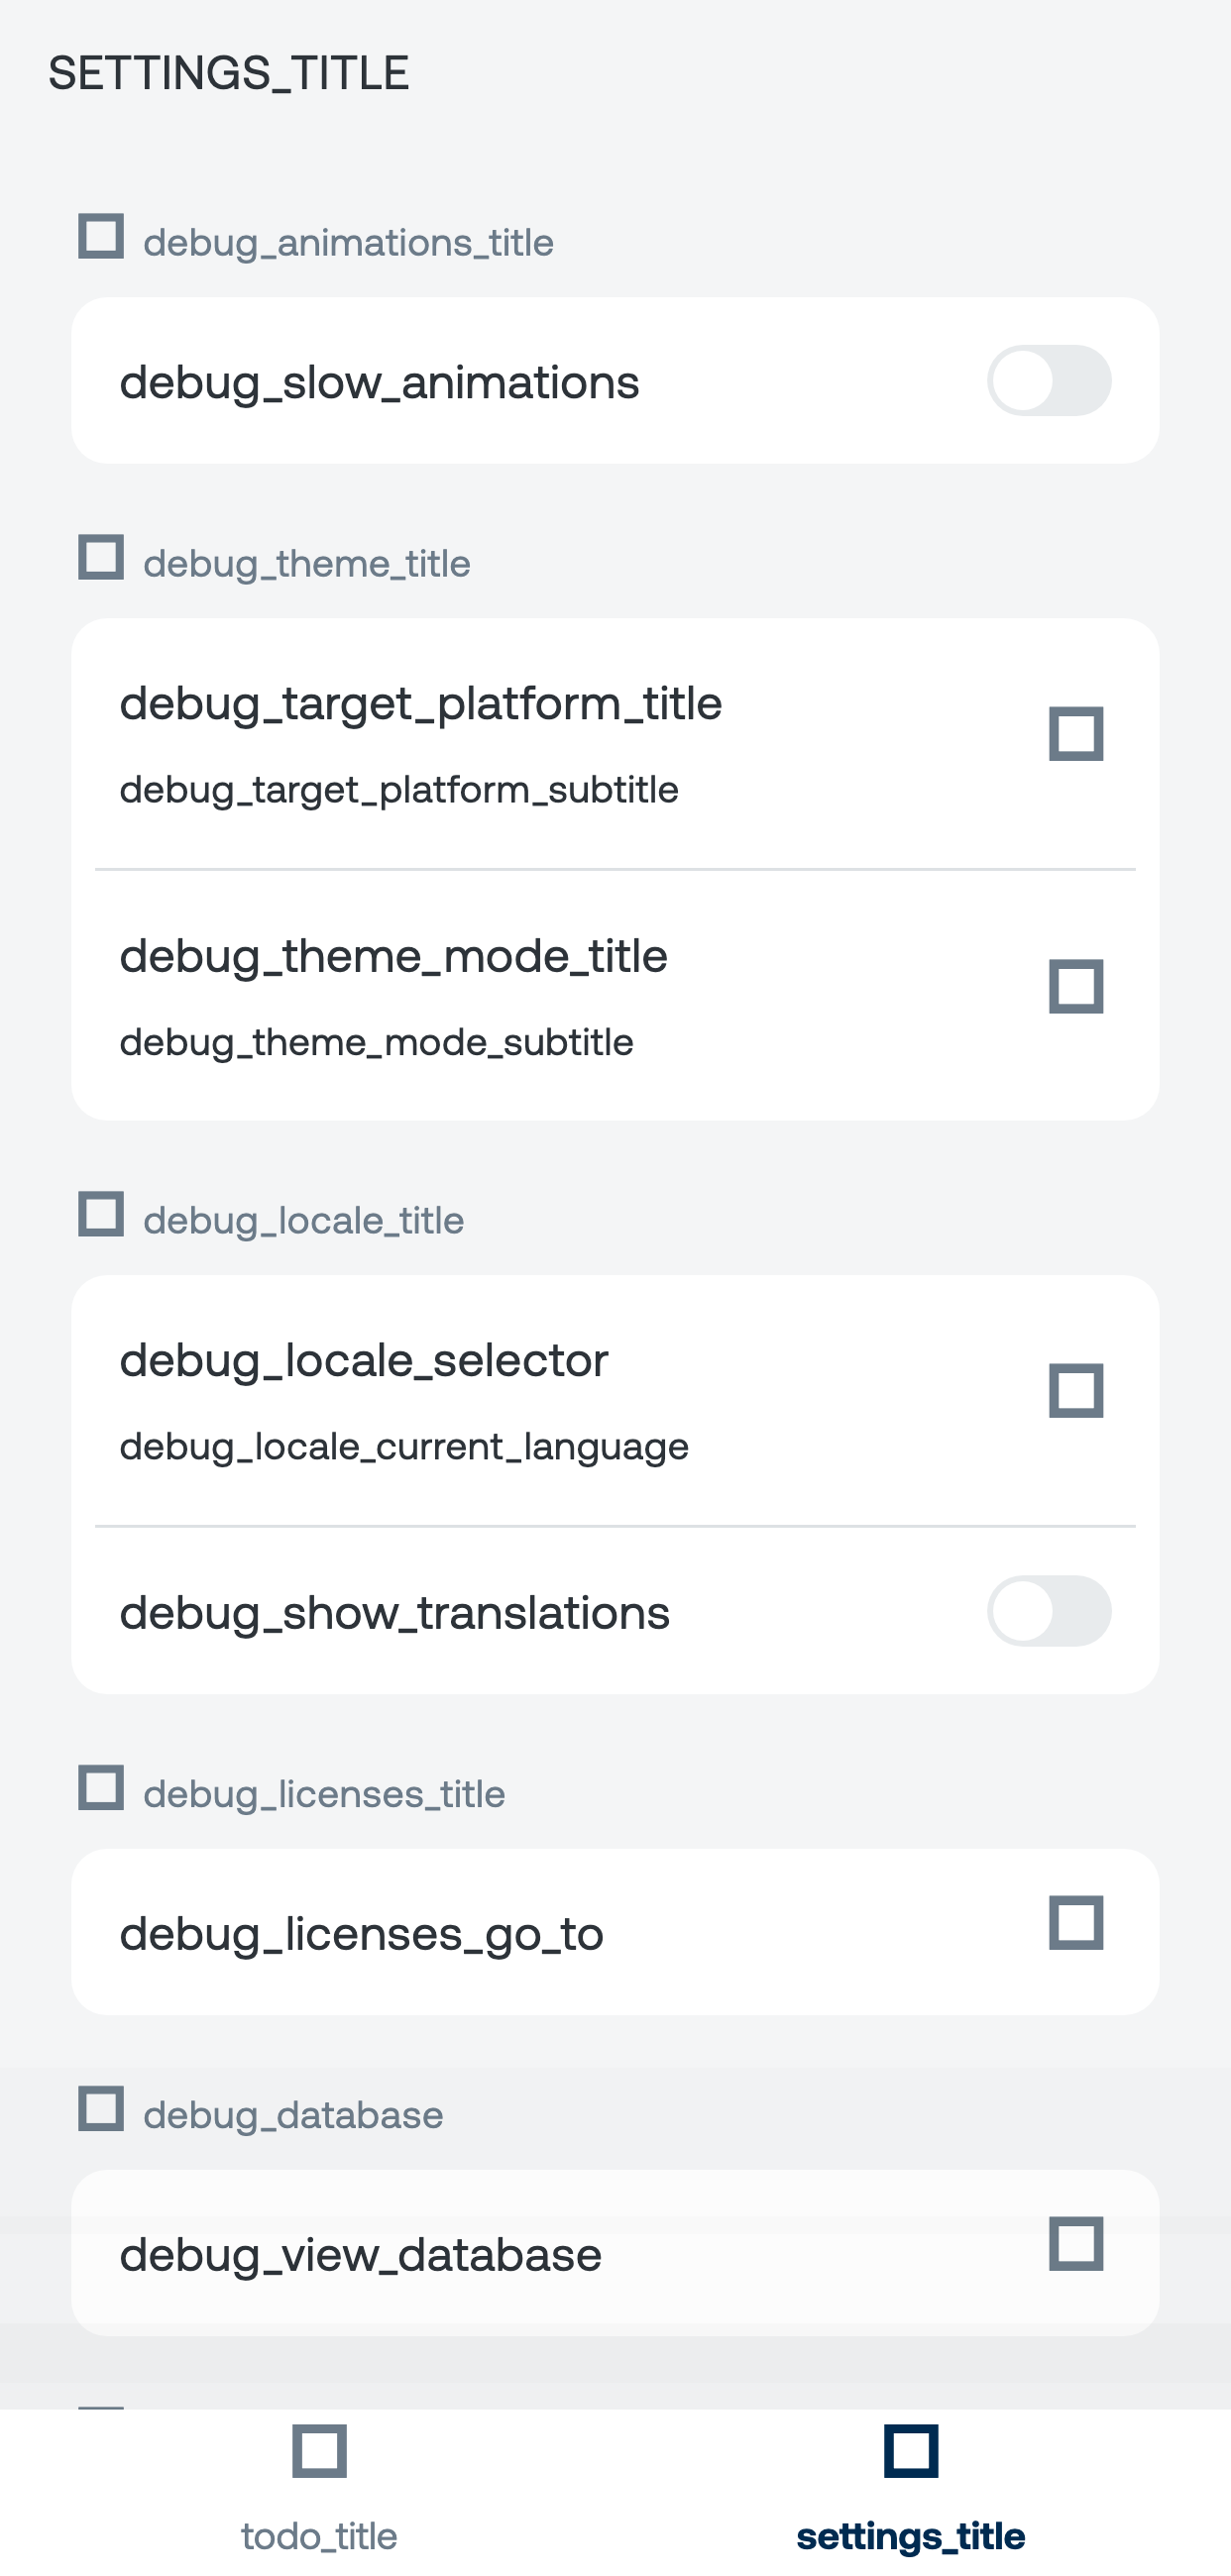 SETTINGS_TITLE
debug_animations_title
debug_slow_animations
debug_theme_title
debug_target_platform_title
debug_target_platform_subtitle
debug_theme_mode_title
debug_theme_mode_subtitle
debug_locale_title
debug_locale_selector
debug_locale_current_language
debug_show_translations
debug_licenses_title
debug_licenses_go_to
debug_database
debug_view_database
todo_title
settings_title